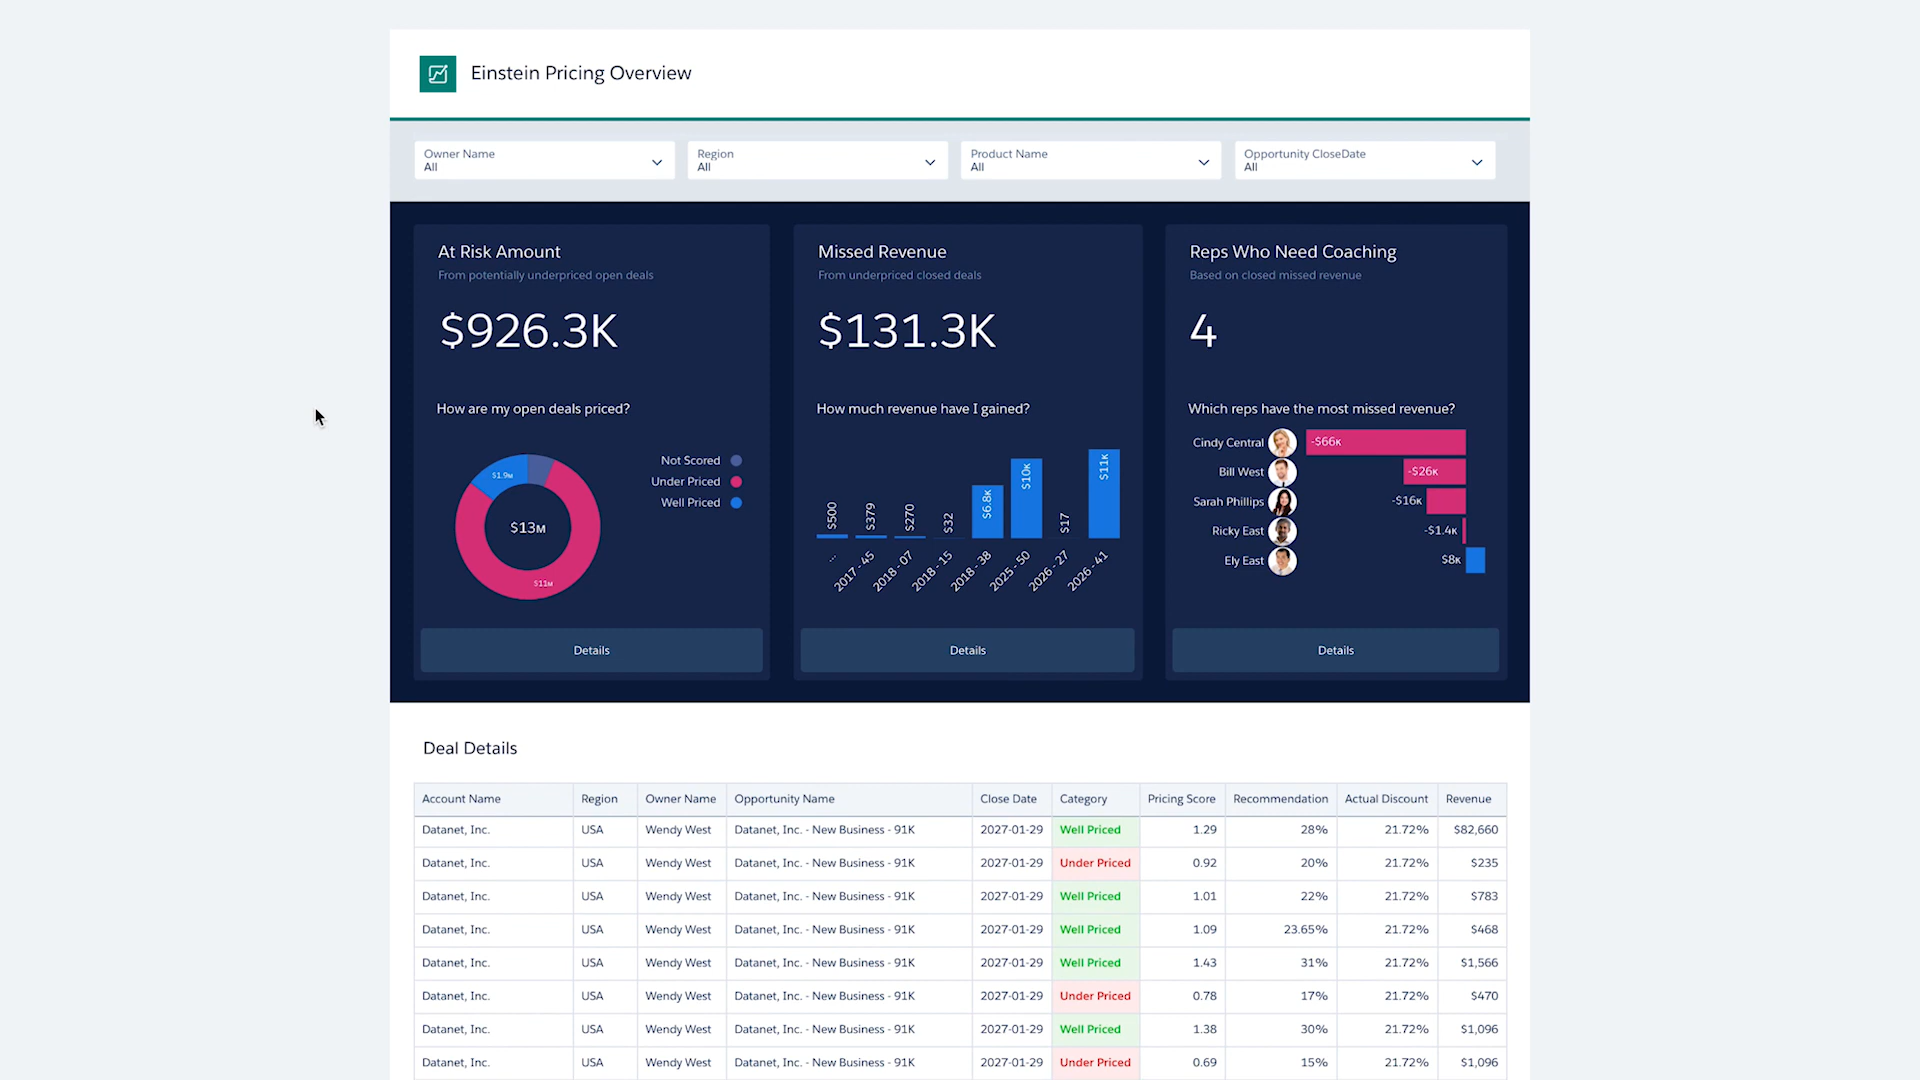 Einstein Pricing Overview
Owner Name
All
Region
All
Product Name
All
Opportunity CloseDate
All
At Risk Amount
From potentially underpriced open deals
$926.3K
How are my open deals priced?
Not Scored
Under Priced
Well Priced
$1.9M
$13M
$11M
Details
Missed Revenue
From underpriced closed deals
$131.3K
How much revenue have I gained?
$500
$379
$270
$32
$6.8K
$10K
$17
$11K
...
2017 - 45
2018 - 07
2018 - 15
2018 - 38
2025 - 50
2026 - 27
2026 - 41
Details
Reps Who Need Coaching
Based on closed missed revenue
4
Which reps have the most missed revenue?
Cindy Central -$66K
Bill West -$26K
Sarah Phillips -$16K
Ricky East -$1.4K
Ely East $8K
Details
Deal Details
Account Name Region Owner Name Opportunity Name Close Date Category Pricing Score Recommendation Actual Discount Revenue
Datanet, Inc. USA Wendy West Datanet, Inc. - New Business - 91K 2027-01-29 Well Priced 1.29 28% 21.72% $82,660
Datanet, Inc. USA Wendy West Datanet, Inc. - New Business - 91K 2027-01-29 Under Priced 0.92 20% 21.72% $235
Datanet, Inc. USA Wendy West Datanet, Inc. - New Business - 91K 2027-01-29 Well Priced 1.01 22% 21.72% $783
Datanet, Inc. USA Wendy West Datanet, Inc. - New Business - 91K 2027-01-29 Well Priced 1.09 23.65% 21.72% $468
Datanet, Inc. USA Wendy West Datanet, Inc. - New Business - 91K 2027-01-29 Well Priced 1.43 31% 21.72% $1,566
Datanet, Inc. USA Wendy West Datanet, Inc. - New Business - 91K 2027-01-29 Under Priced 0.78 17% 21.72% $470
Datanet, Inc. USA Wendy West Datanet, Inc. - New Business - 91K 2027-01-29 Well Priced 1.38 30% 21.72% $1,096
Datanet, Inc. USA Wendy West Datanet, Inc. - New Business - 91K 2027-01-29 Under Priced 0.69 15% 21.72% $1,096